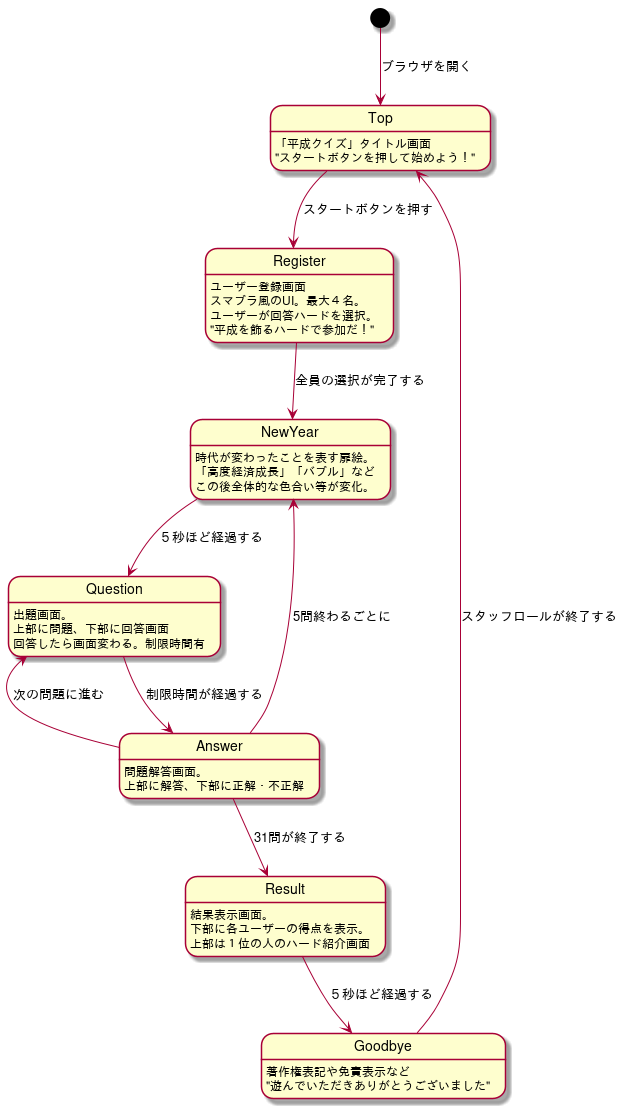 ブラウザを開く
Top
「平成クイズ」タイトル画面
"スタートボタンを押して始めよう！"
スタートボタンを押す
Register
ユーザー登録画面
スマブラ風のUI。最大４名。
ユーザーが回答ハードを選択。
"平成を飾るハードで参加だ！"
全員の選択が完了する
NewYear
時代が変わったことを表す扉絵。
「高度経済成長」「バブル」など
この後全体的な色合い等が変化。
５秒ほど経過する
Question
出題画面。
上部に問題、下部に回答画面
回答したら画面変わる。制限時間有
5問終わるごとに
スタッフロールが終了する
次の問題に進む
制限時間が経過する
Answer
問題解答画面。
上部に解答、下部に正解・不正解
31問が終了する
Result
結果表示画面。
下部に各ユーザーの得点を表示。
上部は１位の人のハード紹介画面
５秒ほど経過する
Goodbye
著作権表記や免責表示など
"遊んでいただきありがとうございました"